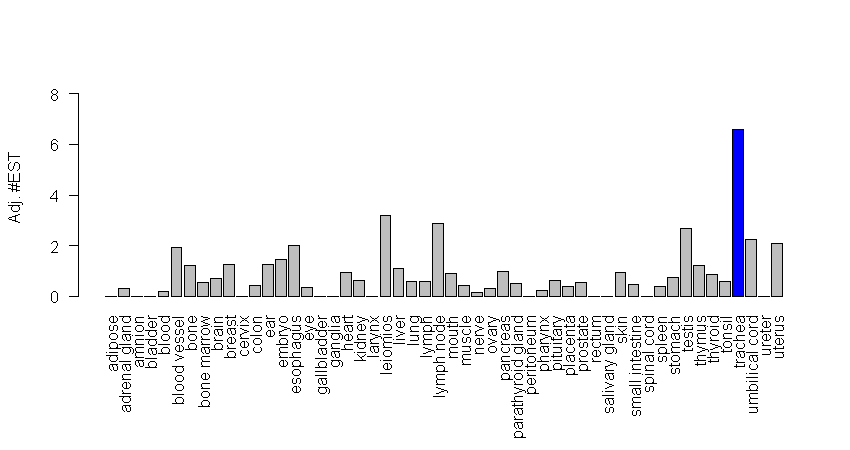 Adj. #EST
8
6
4
2
0
adipose
adrenal gland
amnion
bladder
blood
blood vessel
bone
bone marrow
brain
breast
cervix
colon
ear
embryo
esophagus
eye
gallbladder
ganglia
heart
kidney
larynx
leiomios
liver
lung
lymph
lymph node
mouth
muscle
nerve
ovary
pancreas
parathyroid gland
peritoneum
pharynx
pituitary
placenta
prostate
rectum
salivary gland
skin
small intestine
spinal cord
spleen
stomach
testis
thymus
thyroid
tonsil
trachea
umbilical cord
ureter
uterus